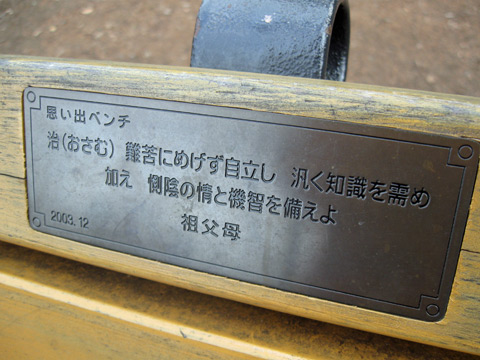 思い出ベンチ
治(おさむ) 難苦にめげず自立し 汎く知識を需め
加え 側陰の情と機智を備えよ
2003.12
祖父母